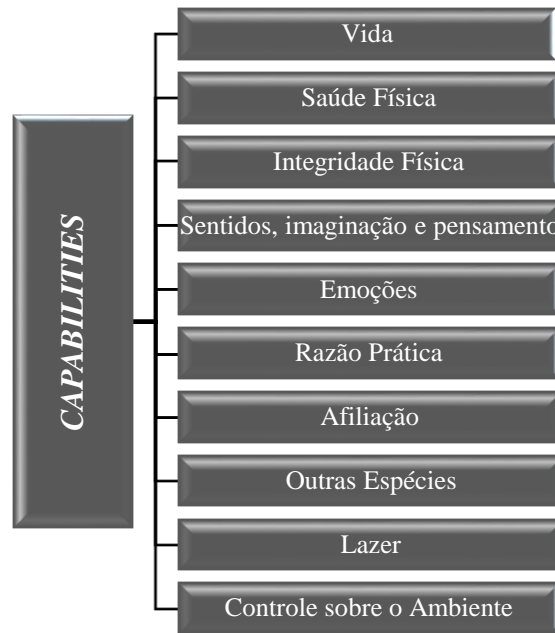 CAPABILITIES
Vida
Saúde Física
Integridade Física
Sentidos, imaginação e pensamento
Emoções
Razão Prática
Afiliação
Outras Espécies
Lazer
Controle sobre o Ambiente